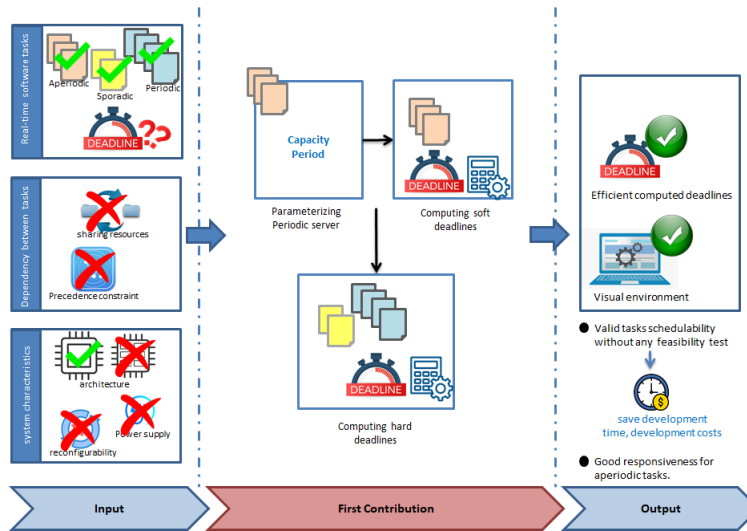 Real-time software tasks
Aperiodic
Sporadic
Periodic
DEADLINE
??
Dependency between tasks
sharing resources
Precedence constraint
system characteristics
architecture
reconfigurability
Power supply
Capacity
Period
Parameterizing
Periodic server
DEADLINE
Computing soft
deadlines
DEADLINE
Computing hard
deadlines
DEADLINE
Efficient computed deadlines
Visual environment
● Valid tasks schedulability
without any feasibility test
$
save development
time, development costs
● Good responsiveness for
aperiodic tasks.
Input
First Contribution
Output